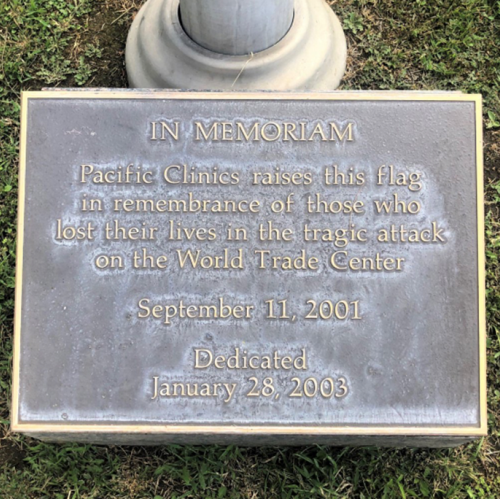 IN MEMORIAM
Pacific Clinics raises this flag
in remembrance of those who
lost their lives in the tragic attack
on the World Trade Center
September 11, 2001
Dedicated
January 28, 2003